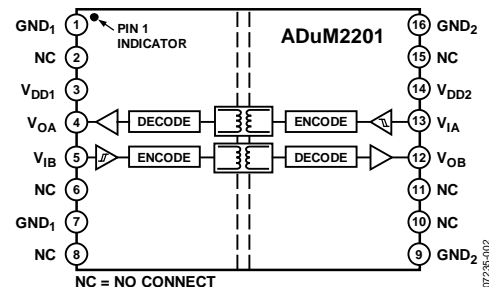 GND1 1 PIN 1 INDICATOR ADuM2201 16 GND2
NC 2 15 NC
VDD1 3 14 VDD2
VOA 4 DECODE ENCODE 13 VIA
VIB 5 ENCODE DECODE 12 VOB
NC 6 11 NC
GND1 7 10 NC
NC 8 9 GND2
NC = NO CONNECT
07235-002